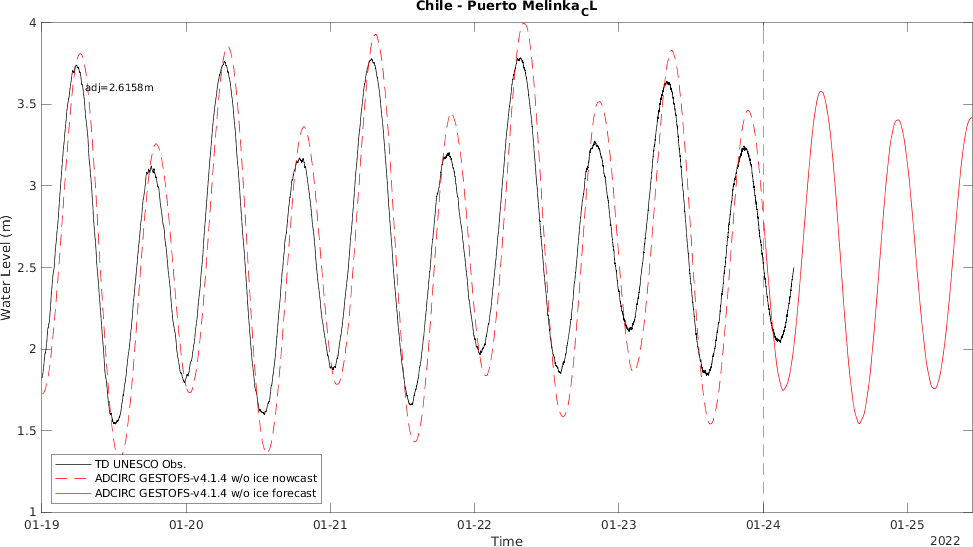 Chile - Puerto Melinka_CL
4
adj=2.6158m
3.5
3
Water Level (m)
2.5
2
1.5
TD UNESCO Obs.
ADCIRC GESTOFS-v4.1.4 w/o ice nowcast
ADCIRC GESTOFS-v4.1.4 w/o ice forecast
1
01-19 01-20 01-21 01-22 01-23 01-24 01-25
Time
2022